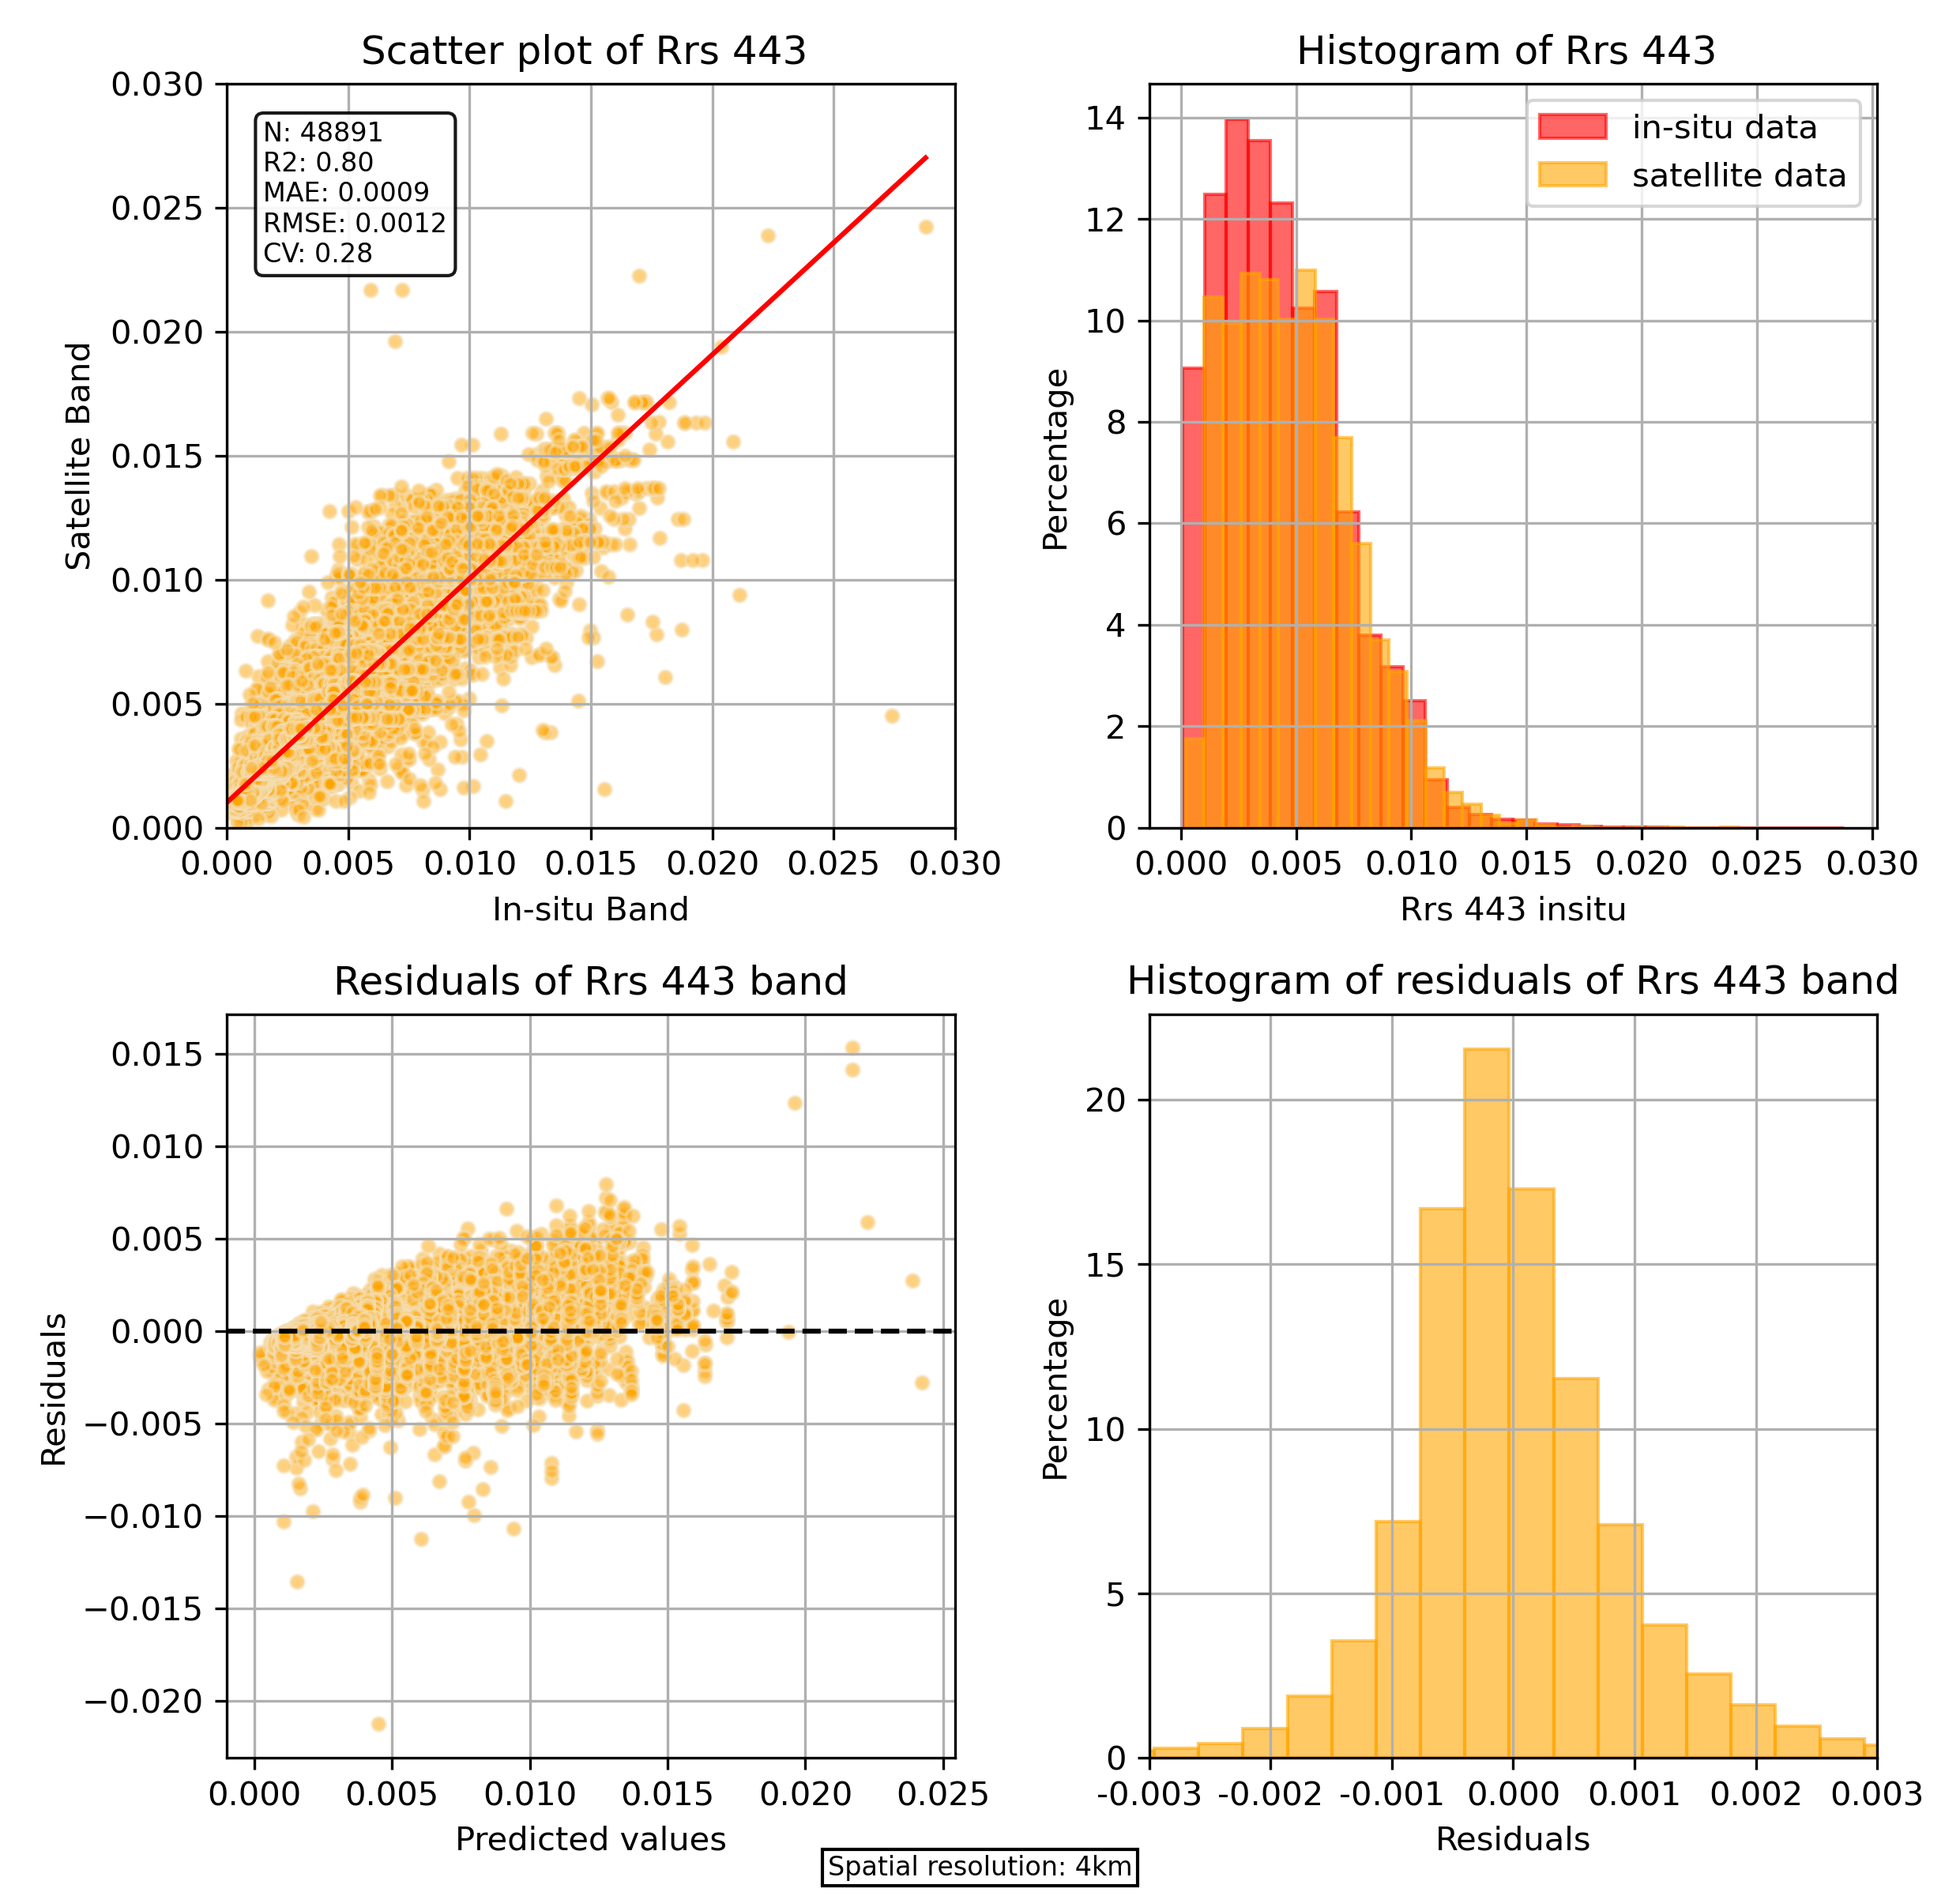 Scatter plot of Rrs 443
0.030
0.025
0.020
0.015
0.010
0.005
0.000
Satellite Band
N: 48891
R2: 0.80
MAE: 0.0009
RMSE: 0.0012
CV: 0.28
0.000 0.005 0.010 0.015 0.020 0.025 0.030
In-situ Band
Histogram of Rrs 443
14
12
10
8
6
4
2
0
Percentage
in-situ data
satellite data
0.000 0.005 0.010 0.015 0.020 0.025 0.030
Rrs 443 insitu
Residuals of Rrs 443 band
0.015
0.010
0.005
0.000
−0.005
−0.010
−0.015
−0.020
Residuals
0.000 0.005 0.010 0.015 0.020 0.025
Predicted values
Histogram of residuals of Rrs 443 band
20
15
10
5
0
Percentage
-0.003 -0.002 -0.001 0.000 0.001 0.002 0.003
Residuals
Spatial resolution: 4km